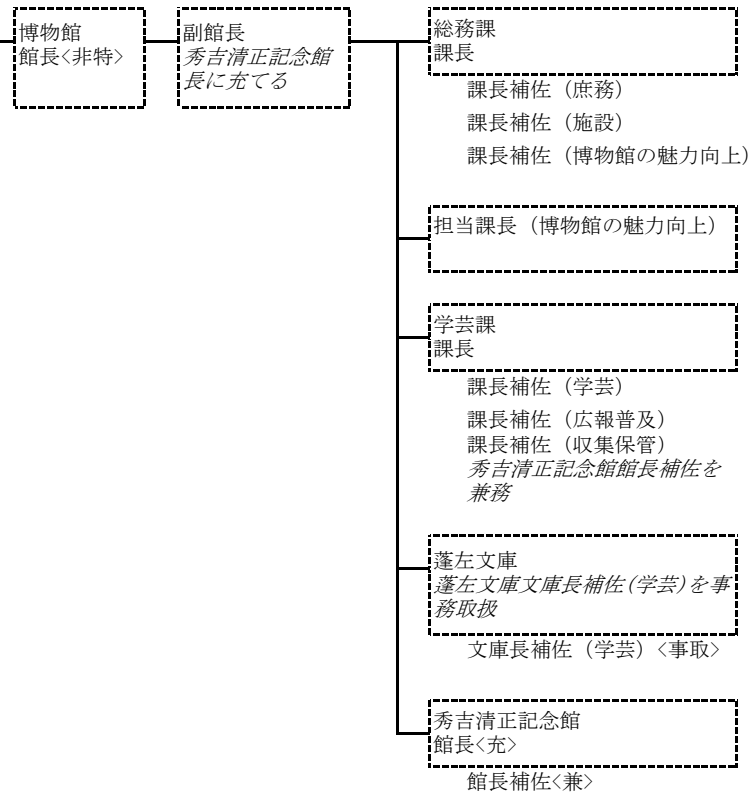 博物館
館長<非特>
副館長
秀吉清正記念館
長に充てる
総務課
課長
課長補佐（庶務）
課長補佐（施設）
課長補佐（博物館の魅力向上）
担当課長（博物館の魅力向上）
学芸課
課長
課長補佐（学芸）
課長補佐（広報普及）
課長補佐（収集保管）
秀吉清正記念館館長補佐を
兼務
蓬左文庫
蓬左文庫文庫長補佐(学芸)を事
務取扱
文庫長補佐（学芸）<事取>
秀吉清正記念館
館長<充>
館長補佐<兼>